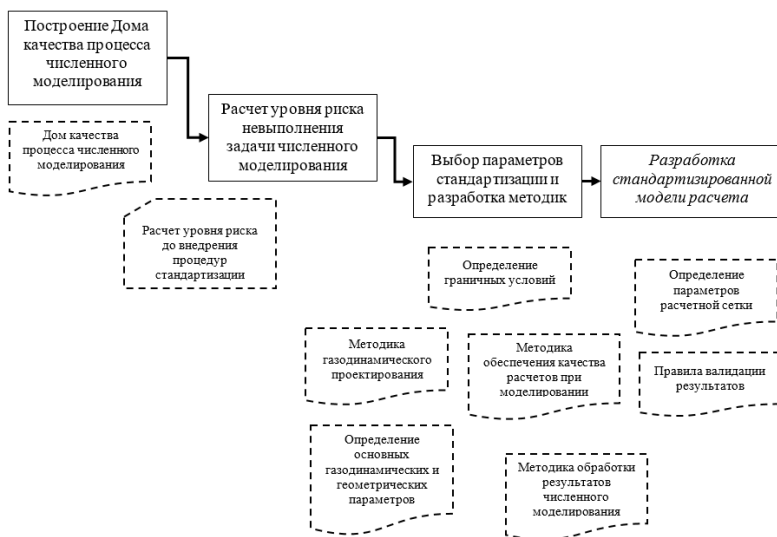 Построение Дома
качества процесса
численного
моделирования
Расчет уровня риска
невыполнения
задачи численного
моделирования
Выбор параметров
стандартизации и
разработка методик
Разработка
стандартизированной
модели расчета
Дом качества
процесса численного
моделирования
Расчет уровня риска
до внедрения
процедур
стандартизации
Определение
граничных условий
Определение
параметров
расчетной сетки
Методика
газодинамического
проектирования
Методика
обеспечения качества
расчетов при
моделировании
Правила валидации
результатов
Определение
основных
газодинамических и
геометрических
параметров
Методика обработки
результатов
численного
моделирования